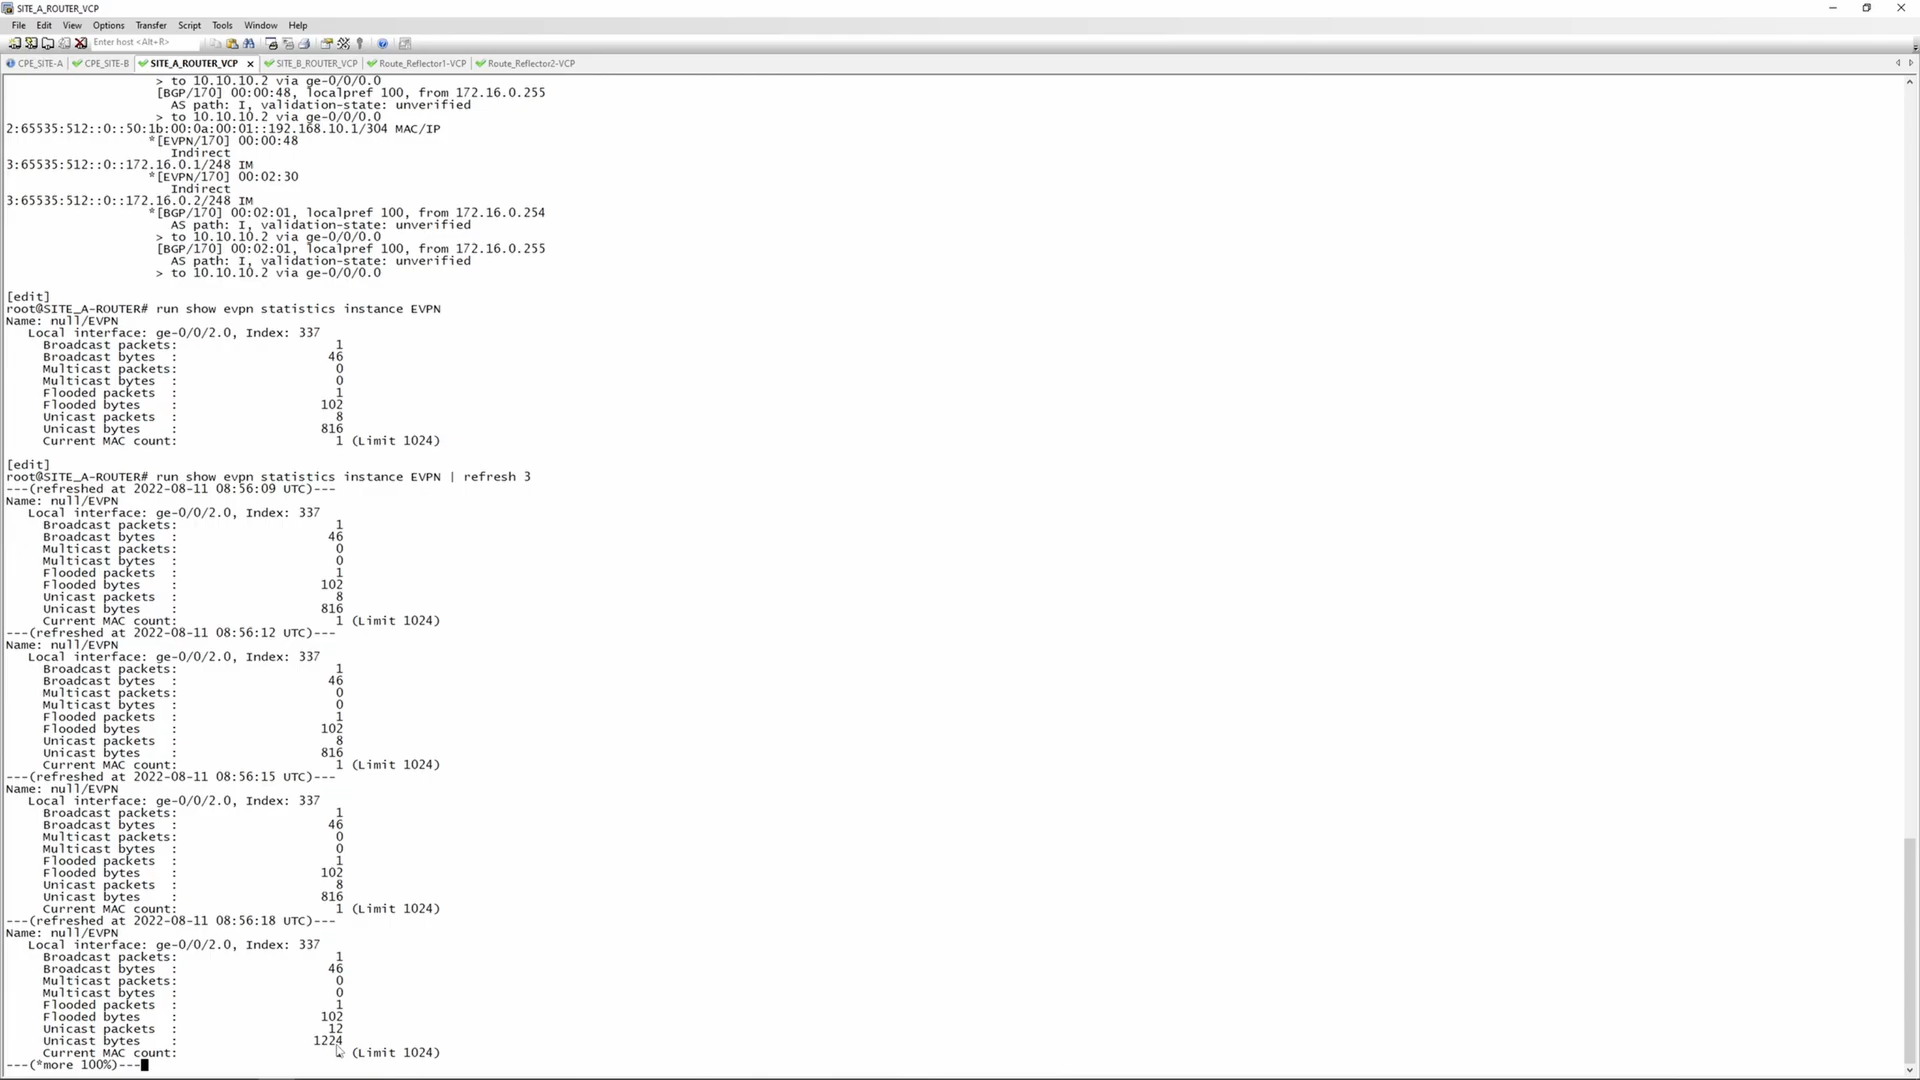 SITE_A_ROUTER_VCP
File Edit View Options Transfer Script Tools Window Help
Enter host <Alt+R>
CPE_SITE-A CPE_SITE-B SITE_A_ROUTER_VCP SITE_B_ROUTER_VCP Route_Reflector1-VCP Route_Reflector2-VCP
> to 10.10.10.2 via ge-0/0/0.0
[BGP/170] 00:00:48, localpref 100, from 172.16.0.255
AS path: I, validation-state: unverified
> to 10.10.10.2 via ge-0/0/0.0
2:65535:512::0::50:1b:00:0a:00:01::192.168.10.1/304 MAC/IP
*[EVPN/170] 00:00:48
Indirect
3:65535:512::0::172.16.0.1/248 IM
*[EVPN/170] 00:02:30
Indirect
3:65535:512::0::172.16.0.2/248 IM
*[BGP/170] 00:02:01, localpref 100, from 172.16.0.254
AS path: I, validation-state: unverified
> to 10.10.10.2 via ge-0/0/0.0
[BGP/170] 00:02:01, localpref 100, from 172.16.0.255
AS path: I, validation-state: unverified
> to 10.10.10.2 via ge-0/0/0.0
[edit]
root@SITE_A-ROUTER# run show evpn statistics instance EVPN
Name: null/EVPN
Local interface: ge-0/0/2.0, Index: 337
Broadcast packets: 1
Broadcast bytes : 46
Multicast packets: 0
Multicast bytes : 0
Flooded packets : 1
Flooded bytes : 102
Unicast packets : 8
Unicast bytes : 816
Current MAC count: 1 (Limit 1024)
[edit]
root@SITE_A-ROUTER# run show evpn statistics instance EVPN | refresh 3
---(refreshed at 2022-08-11 08:56:09 UTC)---
Name: null/EVPN
Local interface: ge-0/0/2.0, Index: 337
Broadcast packets: 1
Broadcast bytes : 46
Multicast packets: 0
Multicast bytes : 0
Flooded packets : 1
Flooded bytes : 102
Unicast packets : 8
Unicast bytes : 816
Current MAC count: 1 (Limit 1024)
---(refreshed at 2022-08-11 08:56:12 UTC)---
Name: null/EVPN
Local interface: ge-0/0/2.0, Index: 337
Broadcast packets: 1
Broadcast bytes : 46
Multicast packets: 0
Multicast bytes : 0
Flooded packets : 1
Flooded bytes : 102
Unicast packets : 8
Unicast bytes : 816
Current MAC count: 1 (Limit 1024)
---(refreshed at 2022-08-11 08:56:15 UTC)---
Name: null/EVPN
Local interface: ge-0/0/2.0, Index: 337
Broadcast packets: 1
Broadcast bytes : 46
Multicast packets: 0
Multicast bytes : 0
Flooded packets : 1
Flooded bytes : 102
Unicast packets : 8
Unicast bytes : 816
Current MAC count: 1 (Limit 1024)
---(refreshed at 2022-08-11 08:56:18 UTC)---
Name: null/EVPN
Local interface: ge-0/0/2.0, Index: 337
Broadcast packets: 1
Broadcast bytes : 46
Multicast packets: 0
Multicast bytes : 0
Flooded packets : 1
Flooded bytes : 102
Unicast packets : 12
Unicast bytes : 1224
Current MAC count: (Limit 1024)
---(*more 100%)---